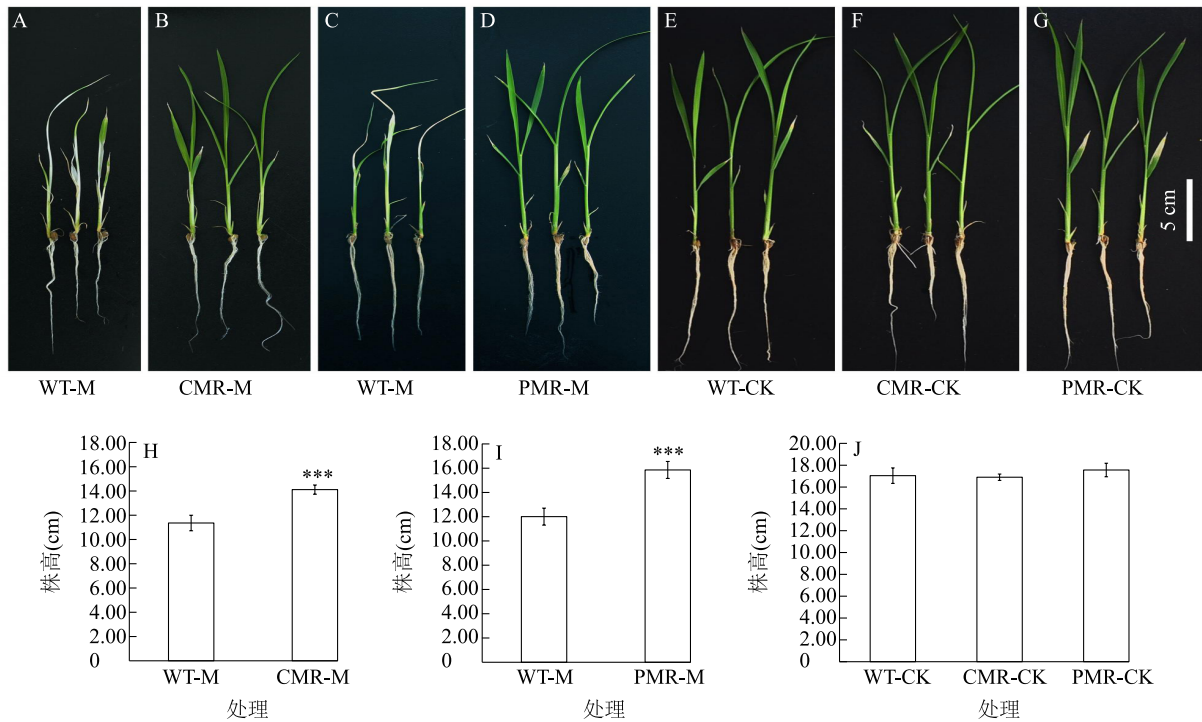 A B C D E F G
5 cm
WT-M CMR-M WT-M PMR-M WT-CK CMR-CK PMR-CK
H
株高(cm)
18.00
16.00
14.00
12.00
10.00
8.00
6.00
4.00
2.00
0
***
WT-M CMR-M
处理
I
株高(cm)
18.00
16.00
14.00
12.00
10.00
8.00
6.00
4.00
2.00
0
***
WT-M PMR-M
处理
J
株高(cm)
20.00
18.00
16.00
14.00
12.00
10.00
8.00
6.00
4.00
2.00
0
WT-CK CMR-CK PMR-CK
处理